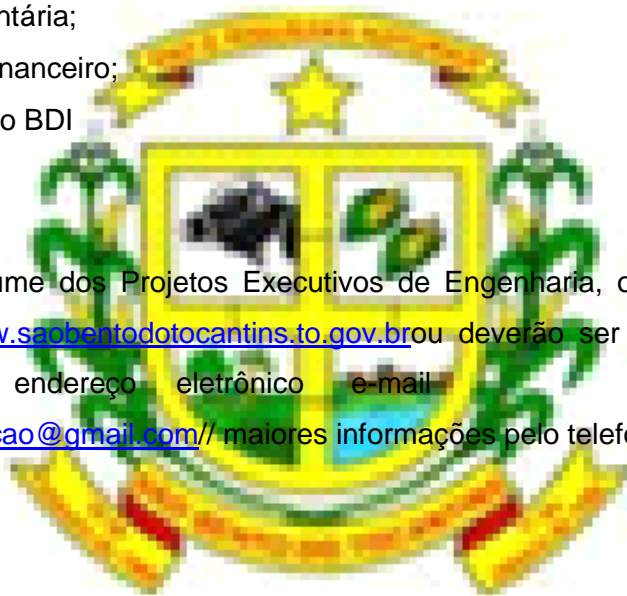 ntária;
nanceiro;
o BDI
ume dos Projetos Executivos de Engenharia, c
w.saobentodotocantins.to.gov.brou deverão ser
endereço eletrônico e-mail
cao@gmail.com// maiores informações pelo telefo